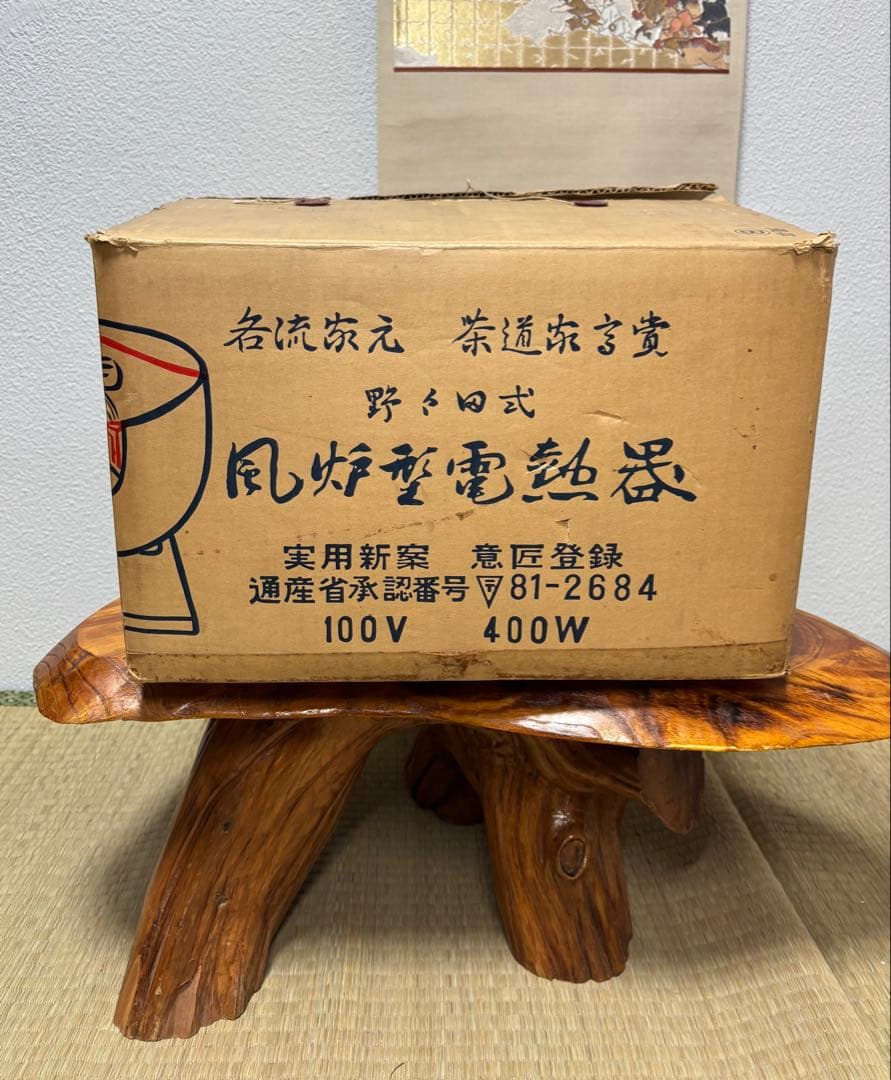 各流家元 茶道家高賞
野々田式
風炉型電熱器
実用新案 意匠登録
通産省承認番号 〒81-2684
100V 400W